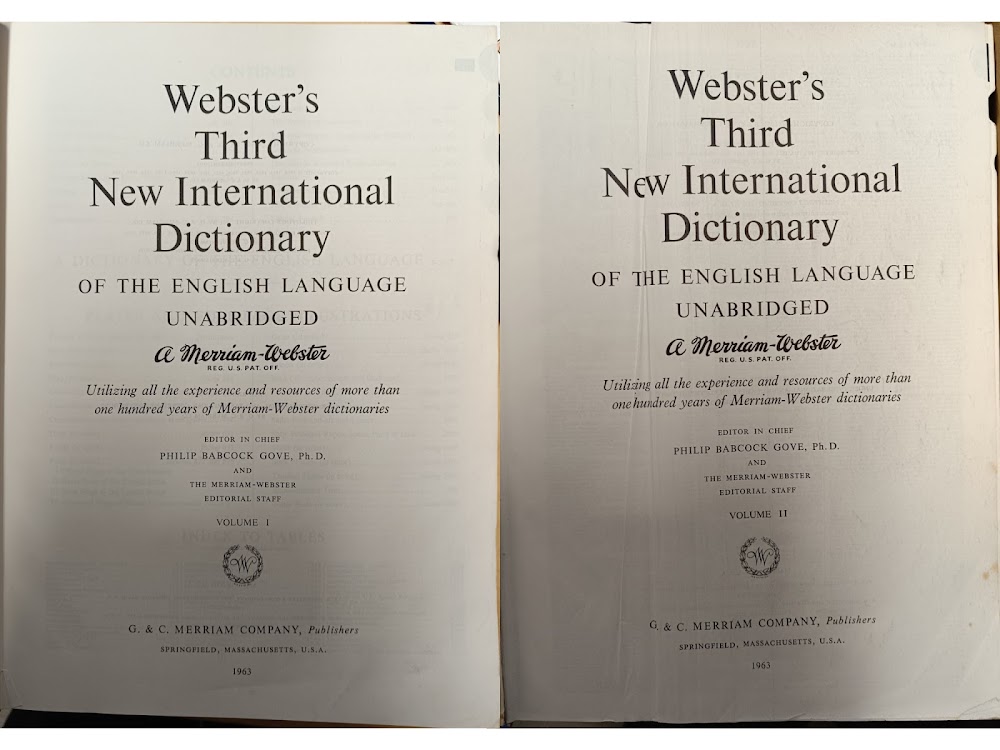 Webster's
Third
New International
Dictionary
OF THE ENGLISH LANGUAGE
UNABRIDGED
A Merriam-Webster
REG. U.S. PAT. OFF.
Utilizing all the experience and resources of more than
one hundred years of Merriam-Webster dictionaries
EDITOR IN CHIEF
PHILIP BABCOCK GOVE, Ph. D.
AND
THE MERRIAM-WEBSTER
EDITORIAL STAFF
VOLUME I
W
G. & C. MERRIAM COMPANY, Publishers
SPRINGFIELD, MASSACHUSETTS, U.S.A.
1963
Webster's
Third
New International
Dictionary
OF THE ENGLISH LANGUAGE
UNABRIDGED
A Merriam-Webster
REG. U.S. PAT. OFF.
Utilizing all the experience and resources of more than
one hundred years of Merriam-Webster dictionaries
EDITOR IN CHIEF
PHILIP BABCOCK GOVE, Ph. D.
AND
THE MERRIAM-WEBSTER
EDITORIAL STAFF
VOLUME II
W
G. & C. MERRIAM COMPANY, Publishers
SPRINGFIELD, MASSACHUSETTS, U.S.A.
1963